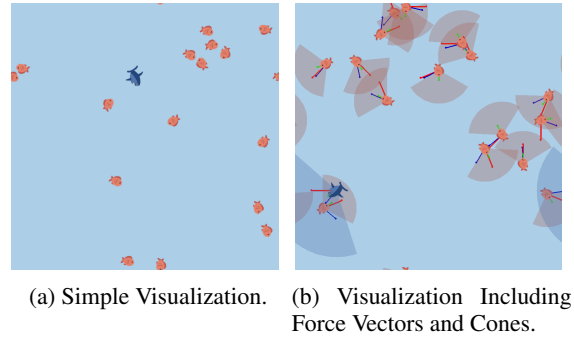 (a) Simple Visualization.
(b) Visualization Including
Force Vectors and Cones.